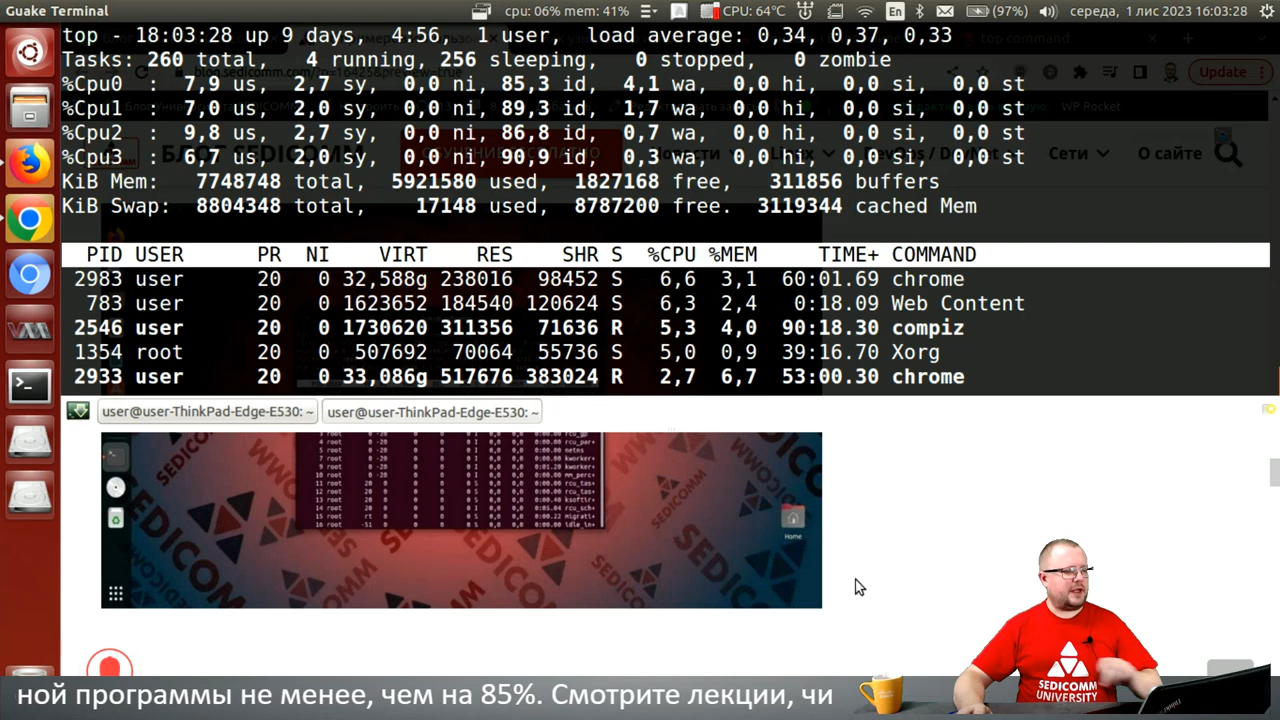 Guake Terminal
cpu: 06% mem: 41% CPU: 64°C En (97%) середа, 1 лис 2023 16:03:28
top - 18:03:28 up 9 days, 4:56, 1 user, load average: 0,34, 0,37, 0,33
Tasks: 260 total, 4 running, 256 sleeping, 0 stopped, 0 zombie
%Cpu0 : 7,9 us, 2,7 sy, 0,0 ni, 85,3 id, 4,1 wa, 0,0 hi, 0,0 si, 0,0 st
%Cpu1 : 7,0 us, 2,0 sy, 0,0 ni, 89,3 id, 1,7 wa, 0,0 hi, 0,0 si, 0,0 st
%Cpu2 : 9,8 us, 2,7 sy, 0,0 ni, 86,8 id, 0,7 wa, 0,0 hi, 0,0 si, 0,0 st
%Cpu3 : 6,7 us, 2,0 sy, 0,0 ni, 90,9 id, 0,3 wa, 0,0 hi, 0,0 si, 0,0 st
KiB Mem: 7748748 total, 5921580 used, 1827168 free, 311856 buffers
KiB Swap: 8804348 total, 17148 used, 8787200 free. 3119344 cached Mem
top command
Update
WP Rocket
БЛОГ SEDICOMM
Новости
Сети
О сайте
PID USER PR NI VIRT RES SHR S %CPU %MEM TIME+ COMMAND
2983 user 20 0 32,588g 238016 98452 S 6,6 3,1 60:01.69 chrome
783 user 20 0 1623652 184540 120624 S 6,3 2,4 0:18.09 Web Content
2546 user 20 0 1730620 311356 71636 R 5,3 4,0 90:18.30 compiz
1354 root 20 0 507692 70064 55736 S 5,0 0,9 39:16.70 Xorg
2933 user 20 0 33,086g 517676 383024 R 2,7 6,7 53:00.30 chrome
user@user-ThinkPad-Edge-E530: ~ user@user-ThinkPad-Edge-E530: ~
SEDICOMM
Home
SEDICOMM
UNIVERSITY
ной программы не менее, чем на 85%. Смотрите лекции, чи